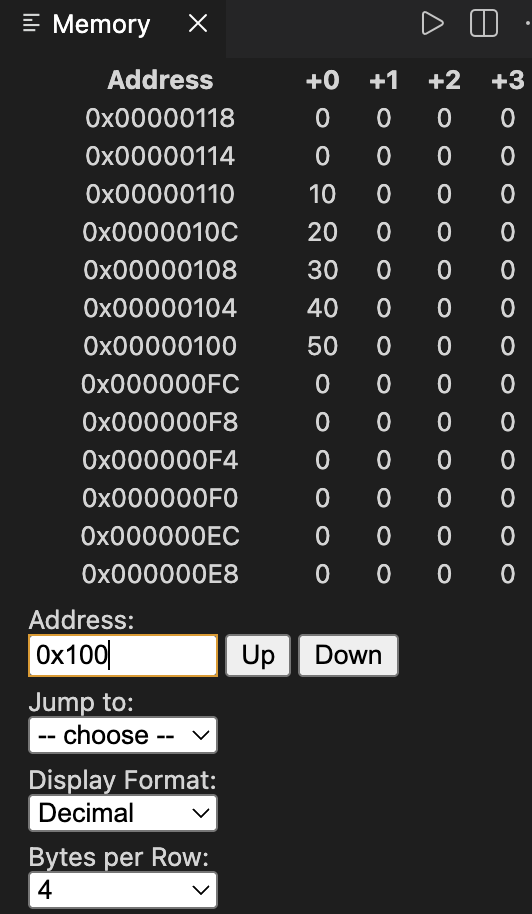 Memory
Address +0 +1 +2 +3
0x00000118 0 0 0 0
0x00000114 0 0 0 0
0x00000110 10 0 0 0
0x0000010C 20 0 0 0
0x00000108 30 0 0 0
0x00000104 40 0 0 0
0x00000100 50 0 0 0
0x000000FC 0 0 0 0
0x000000F8 0 0 0 0
0x000000F4 0 0 0 0
0x000000F0 0 0 0 0
0x000000EC 0 0 0 0
0x000000E8 0 0 0 0
Address:
0x100 Up Down
Jump to:
-- choose --
Display Format:
Decimal
Bytes per Row:
4